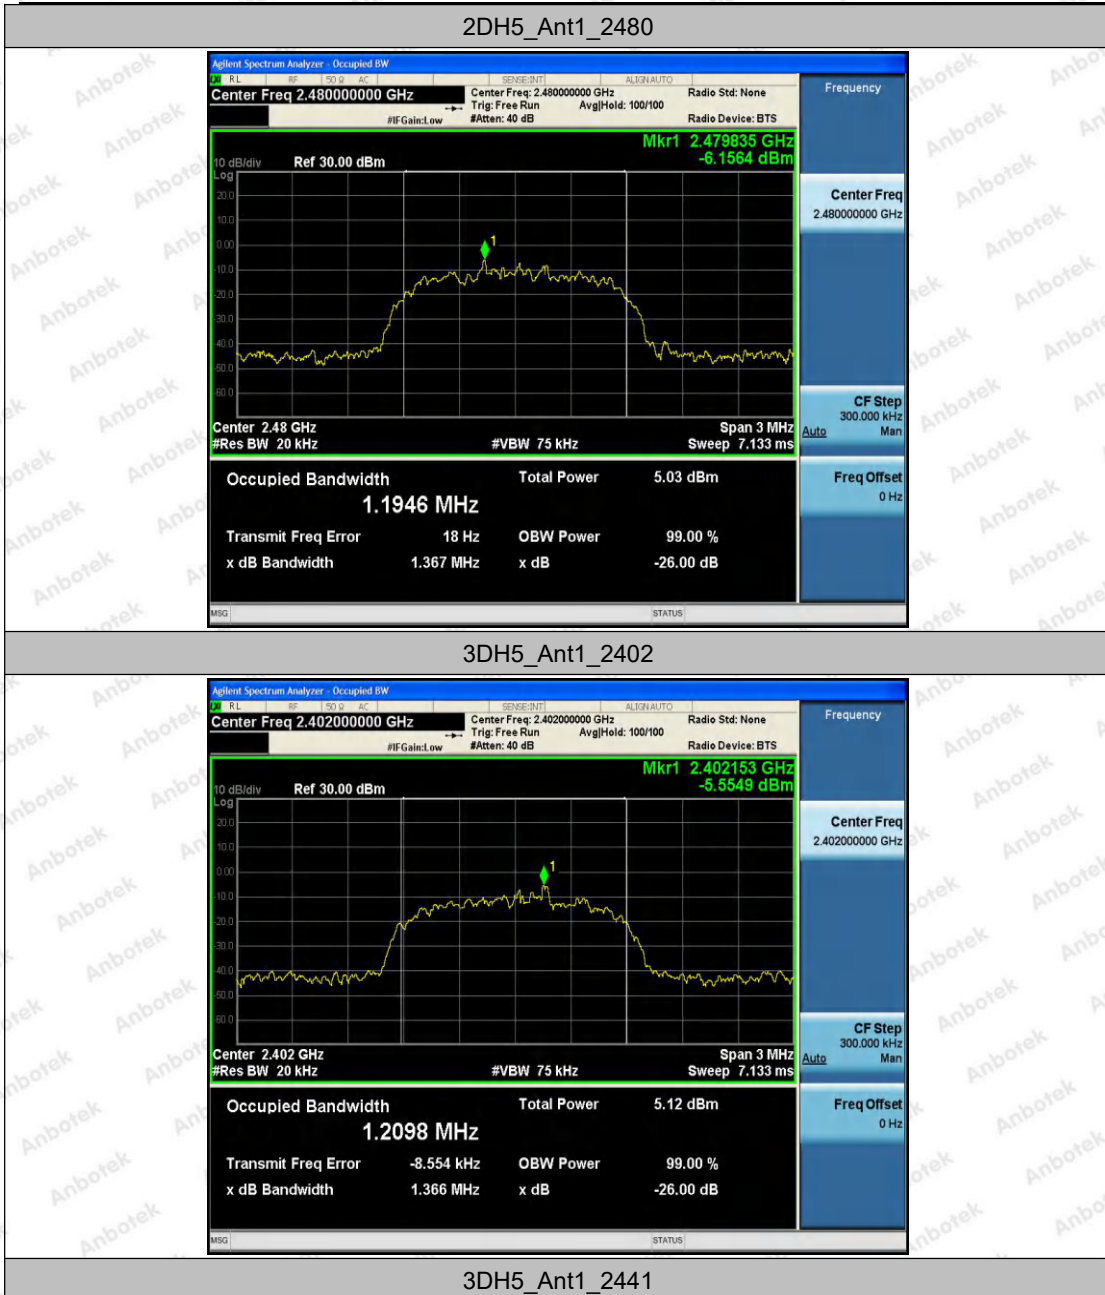 2DH5_Ant1_2480
Agilent Spectrum Analyzer - Occupied BW
RL RF 50 Ω AC SENSE:INT ALIGNAUTO
Center Freq 2.480000000 GHz
Center Freq: 2.480000000 GHz
Radio Std: None
Trig: Free Run Avg|Hold: 100/100
#IFGain:Low #Atten: 40 dB Radio Device: BTS
Mkr1 2.479835 GHz
-6.1564 dBm
10 dB/div Ref 30.00 dBm
Log
20.0
10.0
0.00
1
-10.0
-20.0
-30.0
-40.0
-50.0
-60.0
Center 2.48 GHz Span 3 MHz
#Res BW 20 kHz #VBW 75 kHz Sweep 7.133 ms
Occupied Bandwidth Total Power 5.03 dBm
1.1946 MHz
Transmit Freq Error 18 Hz OBW Power 99.00 %
x dB Bandwidth 1.367 MHz x dB -26.00 dB
MSG STATUS
Frequency
Center Freq
2.480000000 GHz
CF Step
300.000 kHz
Auto Man
Freq Offset
0 Hz
3DH5_Ant1_2402
Agilent Spectrum Analyzer - Occupied BW
RL RF 50 Ω AC SENSE:INT ALIGNAUTO
Center Freq 2.402000000 GHz
Center Freq: 2.402000000 GHz
Radio Std: None
Trig: Free Run Avg|Hold: 100/100
#IFGain:Low #Atten: 40 dB Radio Device: BTS
Mkr1 2.402153 GHz
-5.5549 dBm
10 dB/div Ref 30.00 dBm
Log
20.0
10.0
0.00
1
-10.0
-20.0
-30.0
-40.0
-50.0
-60.0
Center 2.402 GHz Span 3 MHz
#Res BW 20 kHz #VBW 75 kHz Sweep 7.133 ms
Occupied Bandwidth Total Power 5.12 dBm
1.2098 MHz
Transmit Freq Error -8.554 kHz OBW Power 99.00 %
x dB Bandwidth 1.366 MHz x dB -26.00 dB
MSG STATUS
Frequency
Center Freq
2.402000000 GHz
CF Step
300.000 kHz
Auto Man
Freq Offset
0 Hz
3DH5_Ant1_2441
Anbotek